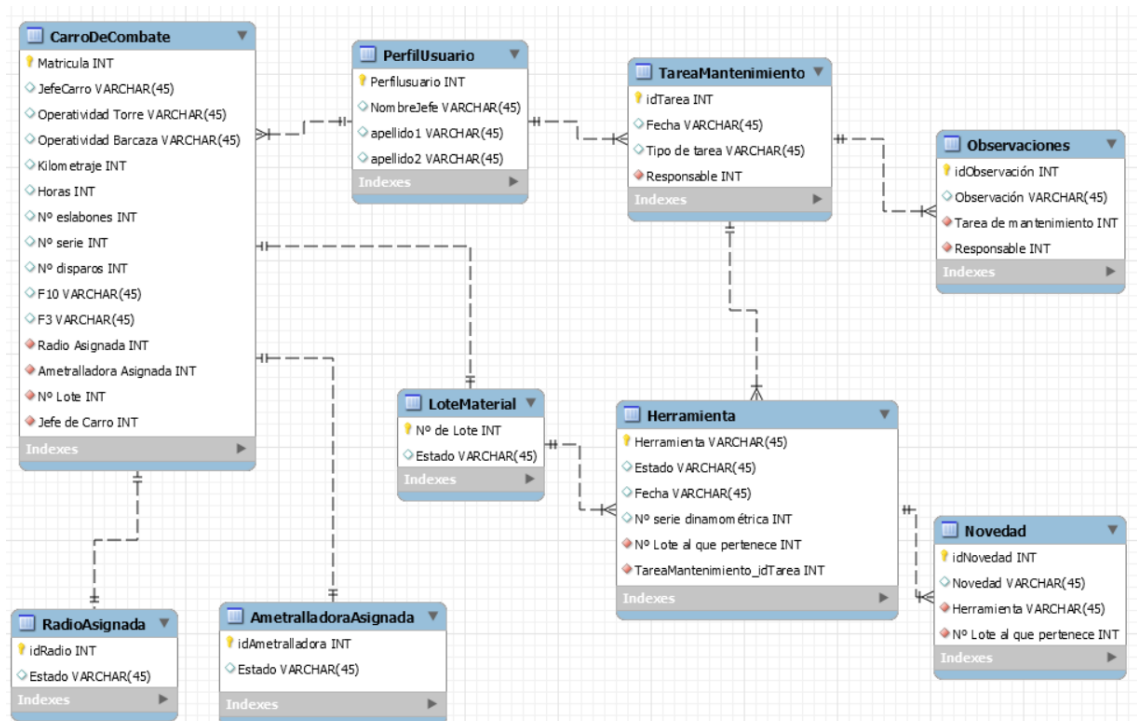 CarroDeCombate
Matricula INT
JefeCarro VARCHAR(45)
Operatividad Torre VARCHAR(45)
Operatividad Barcaza VARCHAR(45)
Kilometraje INT
Horas INT
Nº eslabones INT
Nº serie INT
Nº disparos INT
F10 VARCHAR(45)
F3 VARCHAR(45)
Radio Asignada INT
Ametralladora Asignada INT
Nº Lote INT
Jefe de Carro INT
Indexes
PerfilUsuario
Perfilusuario INT
NombreJefe VARCHAR(45)
apellido1 VARCHAR(45)
apellido2 VARCHAR(45)
Indexes
TareaMantenimiento
idTarea INT
Fecha VARCHAR(45)
Tipo de tarea VARCHAR(45)
Responsable INT
Indexes
Observaciones
idObservación INT
Observación VARCHAR(45)
Tarea de mantenimiento INT
Responsable INT
Indexes
LoteMaterial
Nº de Lote INT
Estado VARCHAR(45)
Indexes
Herramienta
Herramienta VARCHAR(45)
Estado VARCHAR(45)
Fecha VARCHAR(45)
Nº serie dinamométrica INT
Nº Lote al que pertenece INT
TareaMantenimiento_idTarea INT
Indexes
Novedad
idNovedad INT
Novedad VARCHAR(45)
Herramienta VARCHAR(45)
Nº Lote al que pertenece INT
Indexes
RadioAsignada
idRadio INT
Estado VARCHAR(45)
Indexes
AmetralladoraAsignada
idAmetralladora INT
Estado VARCHAR(45)
Indexes